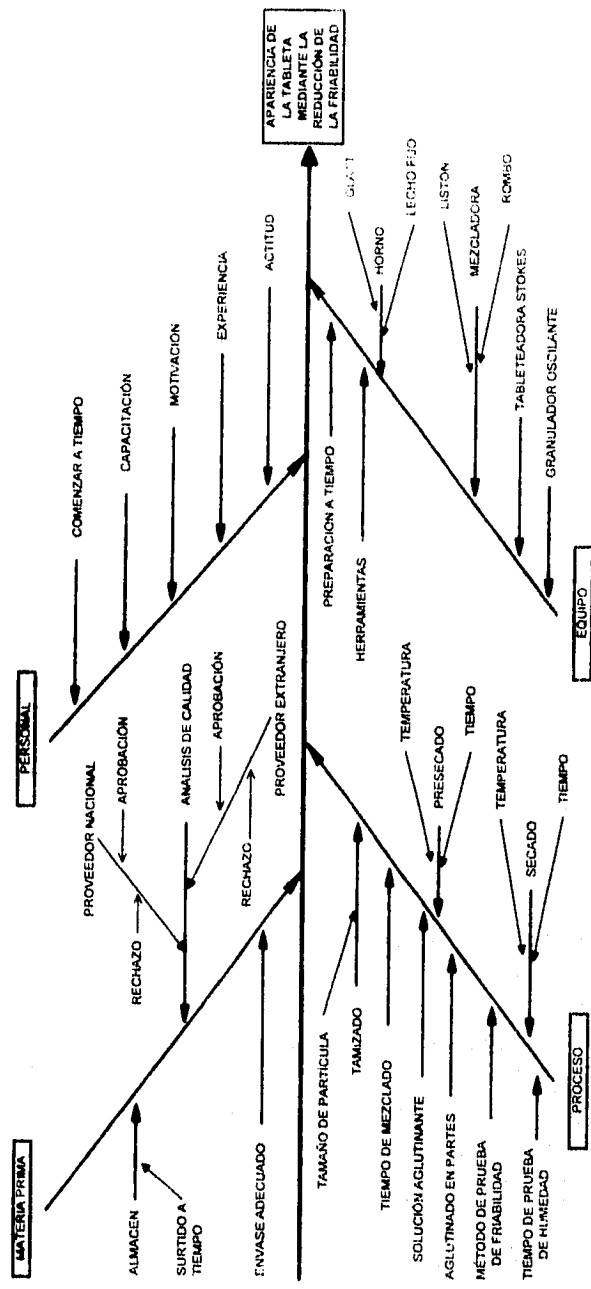 MATERIA PRIMA
ALMACEN
SURTIDO A
TIEMPO
ENVASE ADECUADO
PROVEEDOR NACIONAL
APROBACIÓN
RECHAZO
ANALISIS DE CALIDAD
APROBACIÓN
RECHAZO
PROVEEDOR EXTRANJERO
PERSONAL
COMENZAR A TIEMPO
CAPACITACIÓN
MOTIVACION
EXPERIENCIA
ACTITUD
APARIENCIA DE
LA TABLETA
MEDIANTE LA
REDUCCIÓN DE
LA FRIABILIDAD
TAMAÑO DE PARTICULA
TAMIZADO
TIEMPO DE MEZCLADO
SOLUCIÓN AGLUTINANTE
AGLUTINADO EN PARTES
MÉTODO DE PRUEBA
DE FRIABILIDAD
TIEMPO DE PRUEBA
DE HUMEDAD
TEMPERATURA
PRESECADO
TIEMPO
TEMPERATURA
SECADO
TIEMPO
PROCESO
PREPARACION A TIEMPO
HERRAMIENTAS
HORNO
LECHO FIJO
LISTON
MEZCLADORA
ROMBO
TABLETEADORA STOKES
GRANULADOR OSCILANTE
EQUIPO